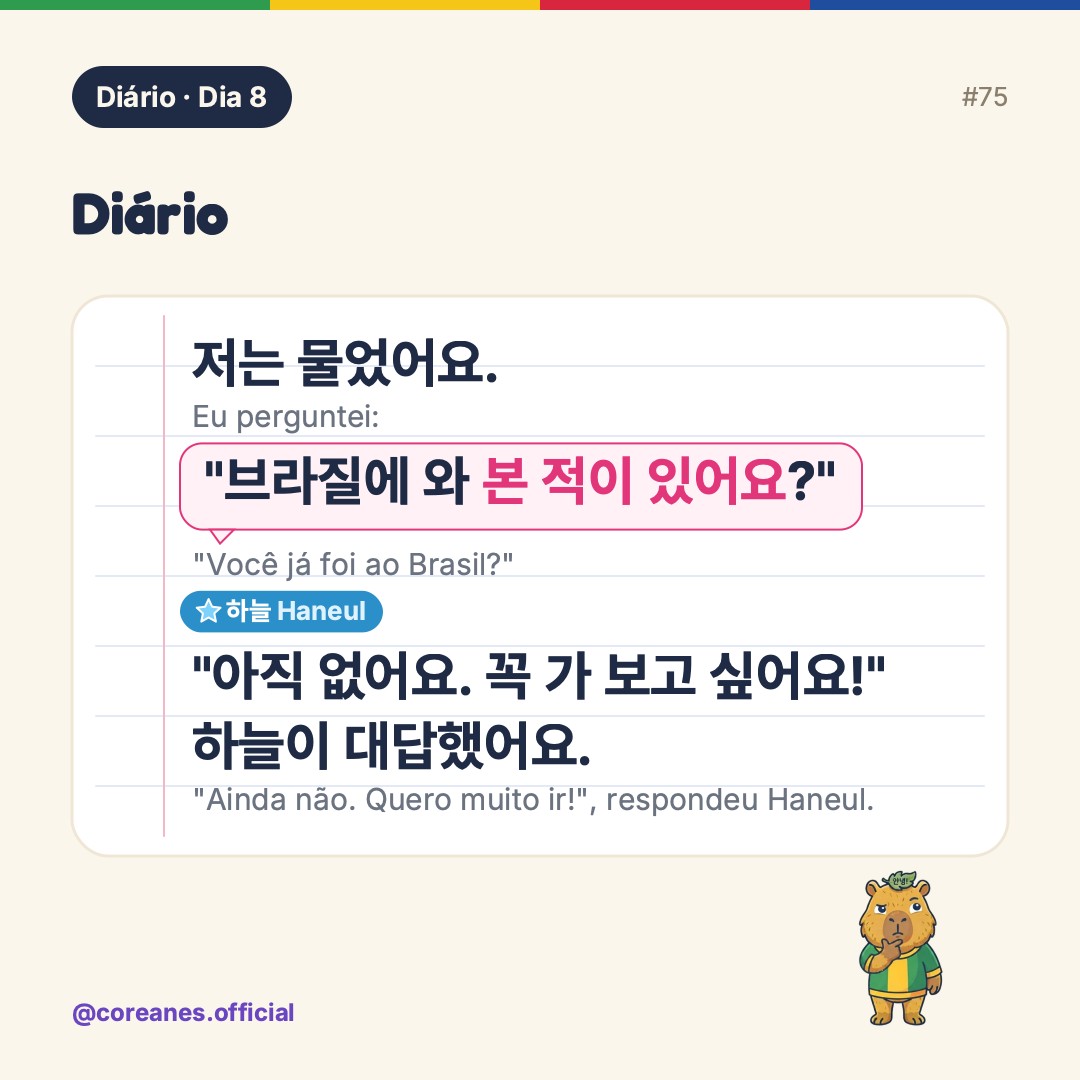 Diário · Dia 8
#75
Diário
저는 물었어요.
Eu perguntei:
"브라질에 와 본 적이 있어요?"
"Você já foi ao Brasil?"
하늘 Haneul
"아직 없어요. 꼭 가 보고 싶어요!"
하늘이 대답했어요.
"Ainda não. Quero muito ir!", respondeu Haneul.
안녕!
@coreanes.official